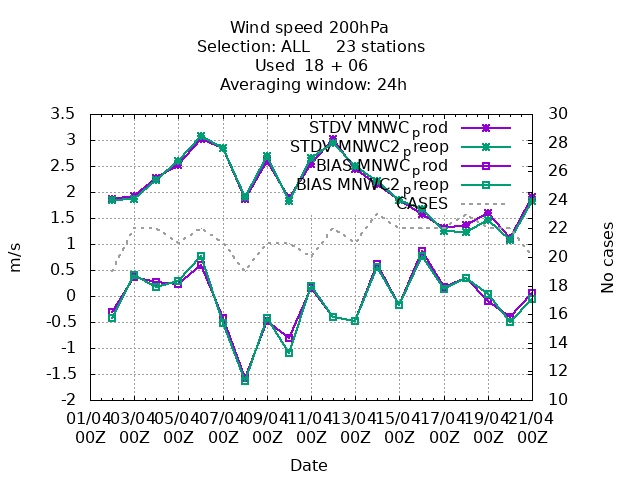 Wind speed 200hPa
Selection: ALL 23 stations
Used 18 + 06
Averaging window: 24h
STDV MNWC_prod
STDV MNWC2_preop
BIAS MNWC_prod
BIAS MNWC2_preop
CASES
3.5
3
2.5
2
1.5
1
0.5
0
-0.5
-1
-1.5
-2
m/s
30
28
26
24
22
20
18
16
14
12
10
No cases
01/04 03/04 05/04 07/04 09/04 11/04 13/04 15/04 17/04 19/04 21/04
00Z 00Z 00Z 00Z 00Z 00Z 00Z 00Z 00Z 00Z 00Z
Date